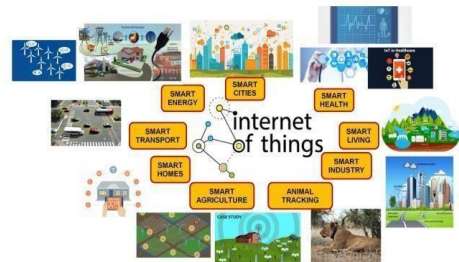 IoT in Healthcare
SMART
CITIES
SMART
ENERGY
SMART
HEALTH
internet
of things
SMART
TRANSPORT
SMART
LIVING
SMART
HOMES
SMART
INDUSTRY
SMART
AGRICULTURE
ANIMAL
TRACKING
CASE STUDY